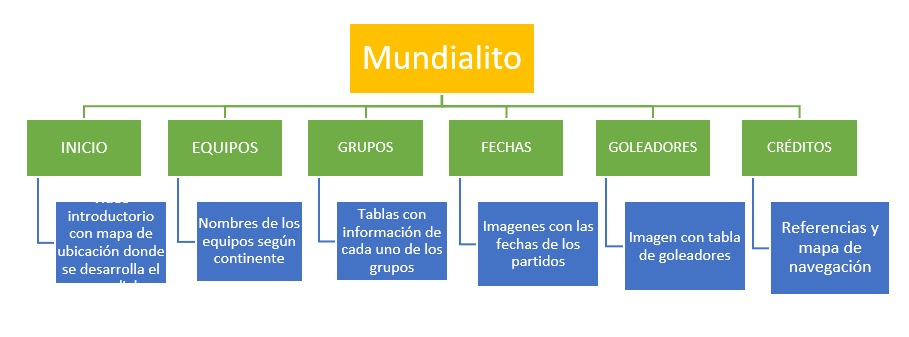 Mundialito
INICIO
EQUIPOS
GRUPOS
FECHAS
GOLEADORES
CRÉDITOS
introductorio
con mapa de
ubicación donde
se desarrolla el
Nombres de los
equipos según
continente
Tablas con
información de
cada uno de los
grupos
Imagenes con las
fechas de los
partidos
Imagen con tabla
de goleadores
Referencias y
mapa de
navegación